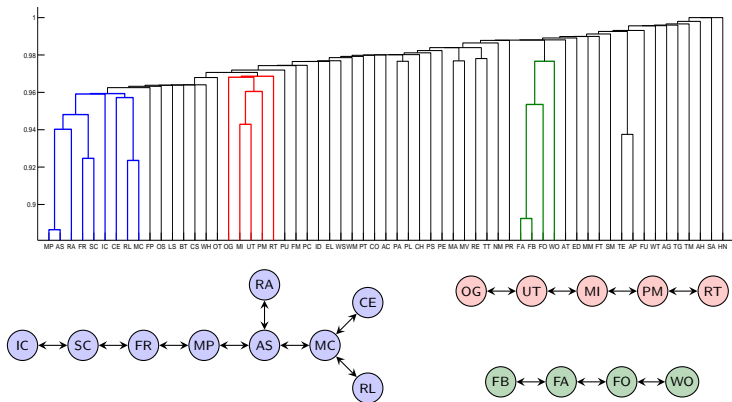 1
0.98
0.96
0.94
0.92
0.9
MP AS RA FR SC IC CE RL MC FP OS LS BT CS WH OT OG MI UT PM RT PU FM PC ID EL WS WM PT CO AC PA PL CH PS PE MA MV RE TT NM PR FA FB FO WO AT ED MM FT SM TE AP FU WT AG TG TM AH SA HN
RA
CE
IC SC FR MP AS MC
RL
OG UT MI PM RT
FB FA FO WO